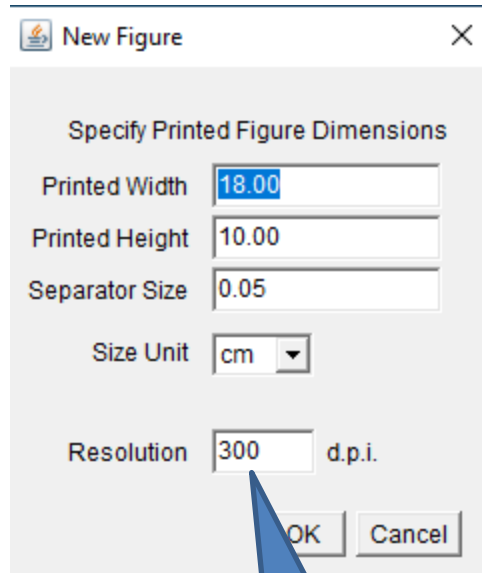 New Figure
Specify Printed Figure Dimensions
Printed Width 18.00
Printed Height 10.00
Separator Size 0.05
Size Unit cm
Resolution 300 d.p.i.
OK Cancel